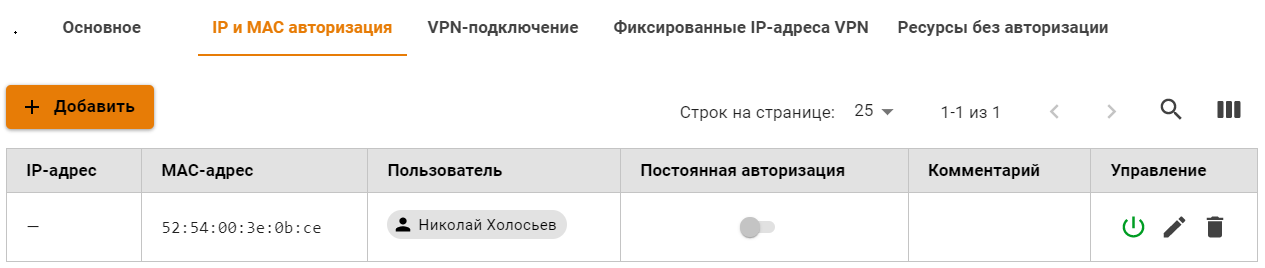 Основное IP и MAC авторизация VPN-подключение Фиксированные IP-адреса VPN Ресурсы без авторизации
+ Добавить
Строк на странице: 25 1-1 из 1
IP-адрес MAC-адрес Пользователь Постоянная авторизация Комментарий Управление
— 52:54:00:3e:0b:ce Николай Холосьев